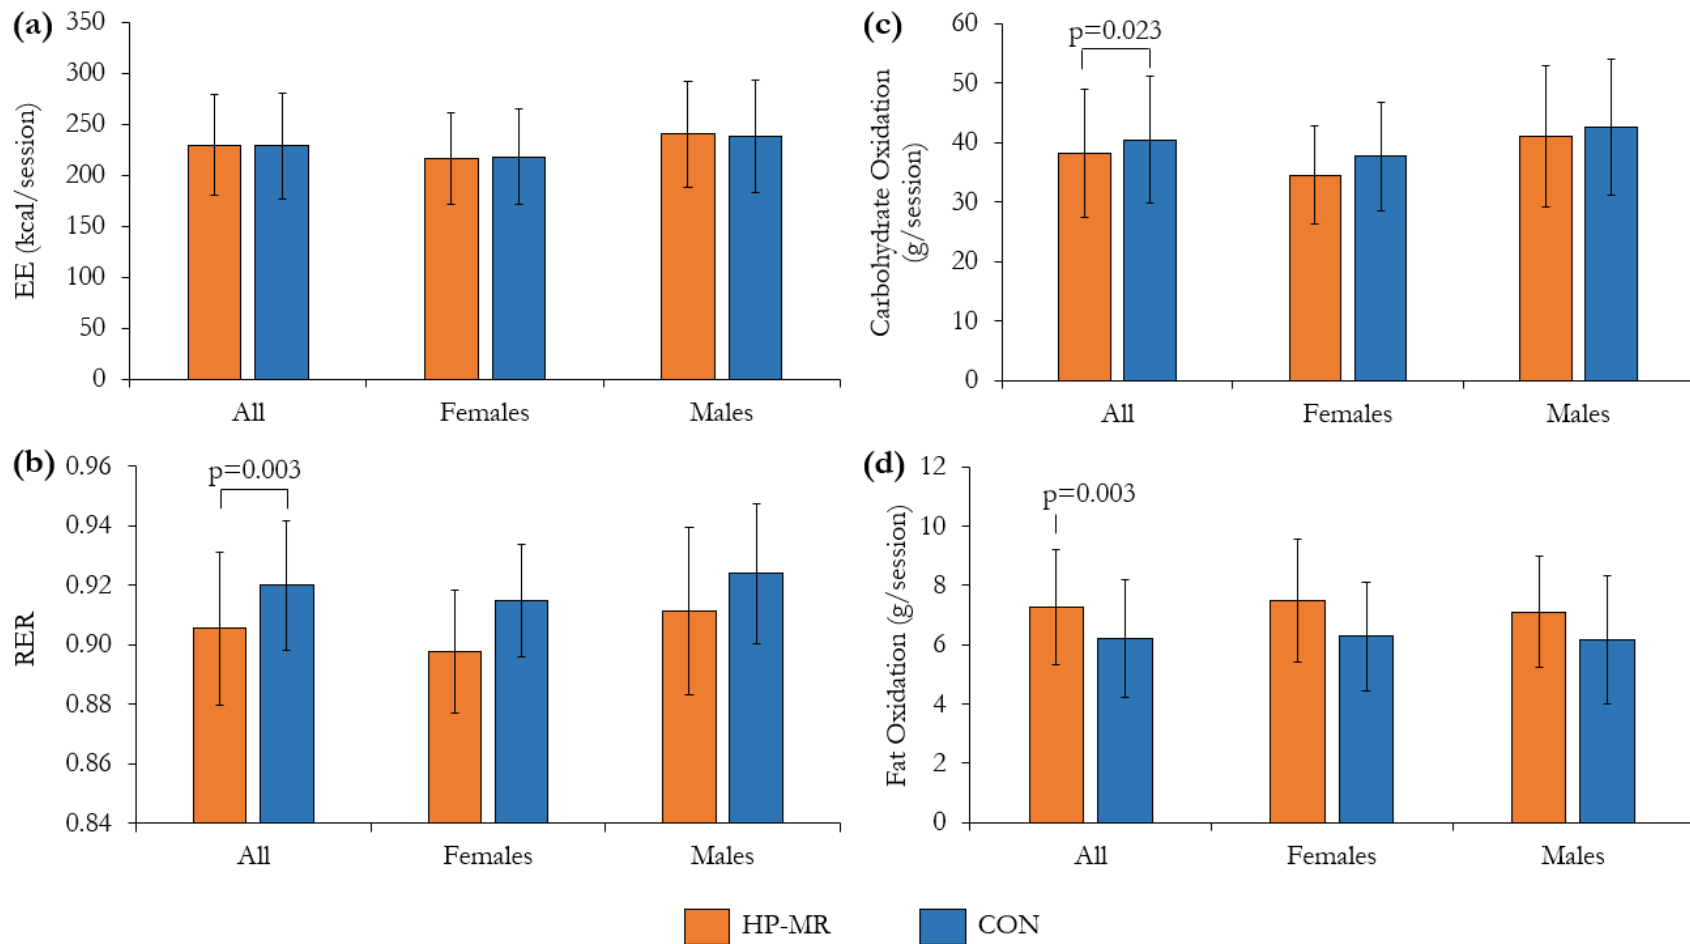 (a)
EE (kcal/session)
350
300
250
200
150
100
50
0
All Females Males
(c)
Carbohydrate Oxidation
(g/session)
60
50
40
30
20
10
0
p=0.023
All Females Males
(b)
RER
0.96
0.94
0.92
0.90
0.88
0.86
0.84
p=0.003
All Females Males
(d)
Fat Oxidation (g/session)
12
10
8
6
4
2
0
p=0.003
All Females Males
HP-MR CON